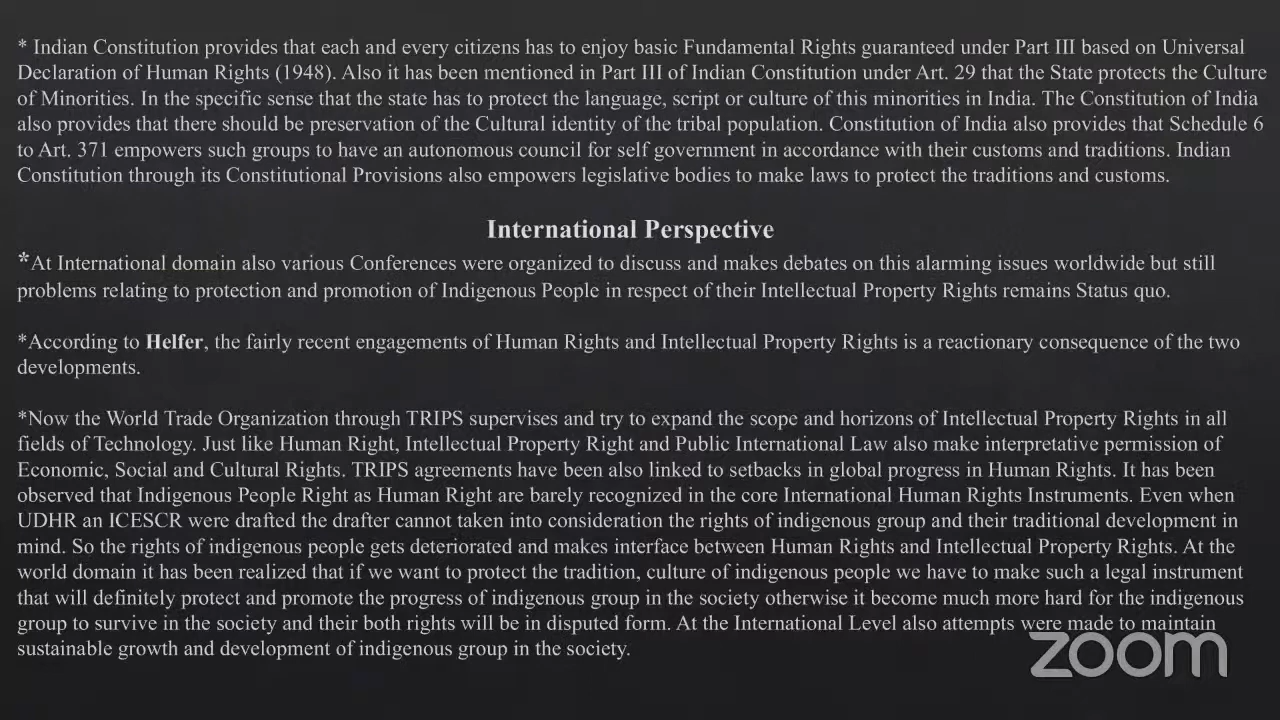 * Indian Constitution provides that each and every citizens has to enjoy basic Fundamental Rights guaranteed under Part III based on Universal
Declaration of Human Rights (1948). Also it has been mentioned in Part III of Indian Constitution under Art. 29 that the State protects the Culture
of Minorities. In the specific sense that the state has to protect the language, script or culture of this minorities in India. The Constitution of India
also provides that there should be preservation of the Cultural identity of the tribal population. Constitution of India also provides that Schedule 6
to Art. 371 empowers such groups to have an autonomous council for self government in accordance with their customs and traditions. Indian
Constitution through its Constitutional Provisions also empowers legislative bodies to make laws to protect the traditions and customs.
International Perspective
*At International domain also various Conferences were organized to discuss and makes debates on this alarming issues worldwide but still
problems relating to protection and promotion of Indigenous People in respect of their Intellectual Property Rights remains Status quo.
*According to Helfer, the fairly recent engagements of Human Rights and Intellectual Property Rights is a reactionary consequence of the two
developments.
*Now the World Trade Organization through TRIPS supervises and try to expand the scope and horizons of Intellectual Property Rights in all
fields of Technology. Just like Human Right, Intellectual Property Right and Public International Law also make interpretative permission of
Economic, Social and Cultural Rights. TRIPS agreements have been also linked to setbacks in global progress in Human Rights. It has been
observed that Indigenous People Right as Human Right are barely recognized in the core International Human Rights Instruments. Even when
UDHR an ICESCR were drafted the drafter cannot taken into consideration the rights of indigenous group and their traditional development in
mind. So the rights of indigenous people gets deteriorated and makes interface between Human Rights and Intellectual Property Rights. At the
world domain it has been realized that if we want to protect the tradition, culture of indigenous people we have to make such a legal instrument
that will definitely protect and promote the progress of indigenous group in the society otherwise it become much more hard for the indigenous
group to survive in the society and their both rights will be in disputed form. At the International Level also attempts were made to maintain
sustainable growth and development of indigenous group in the society.
zoom